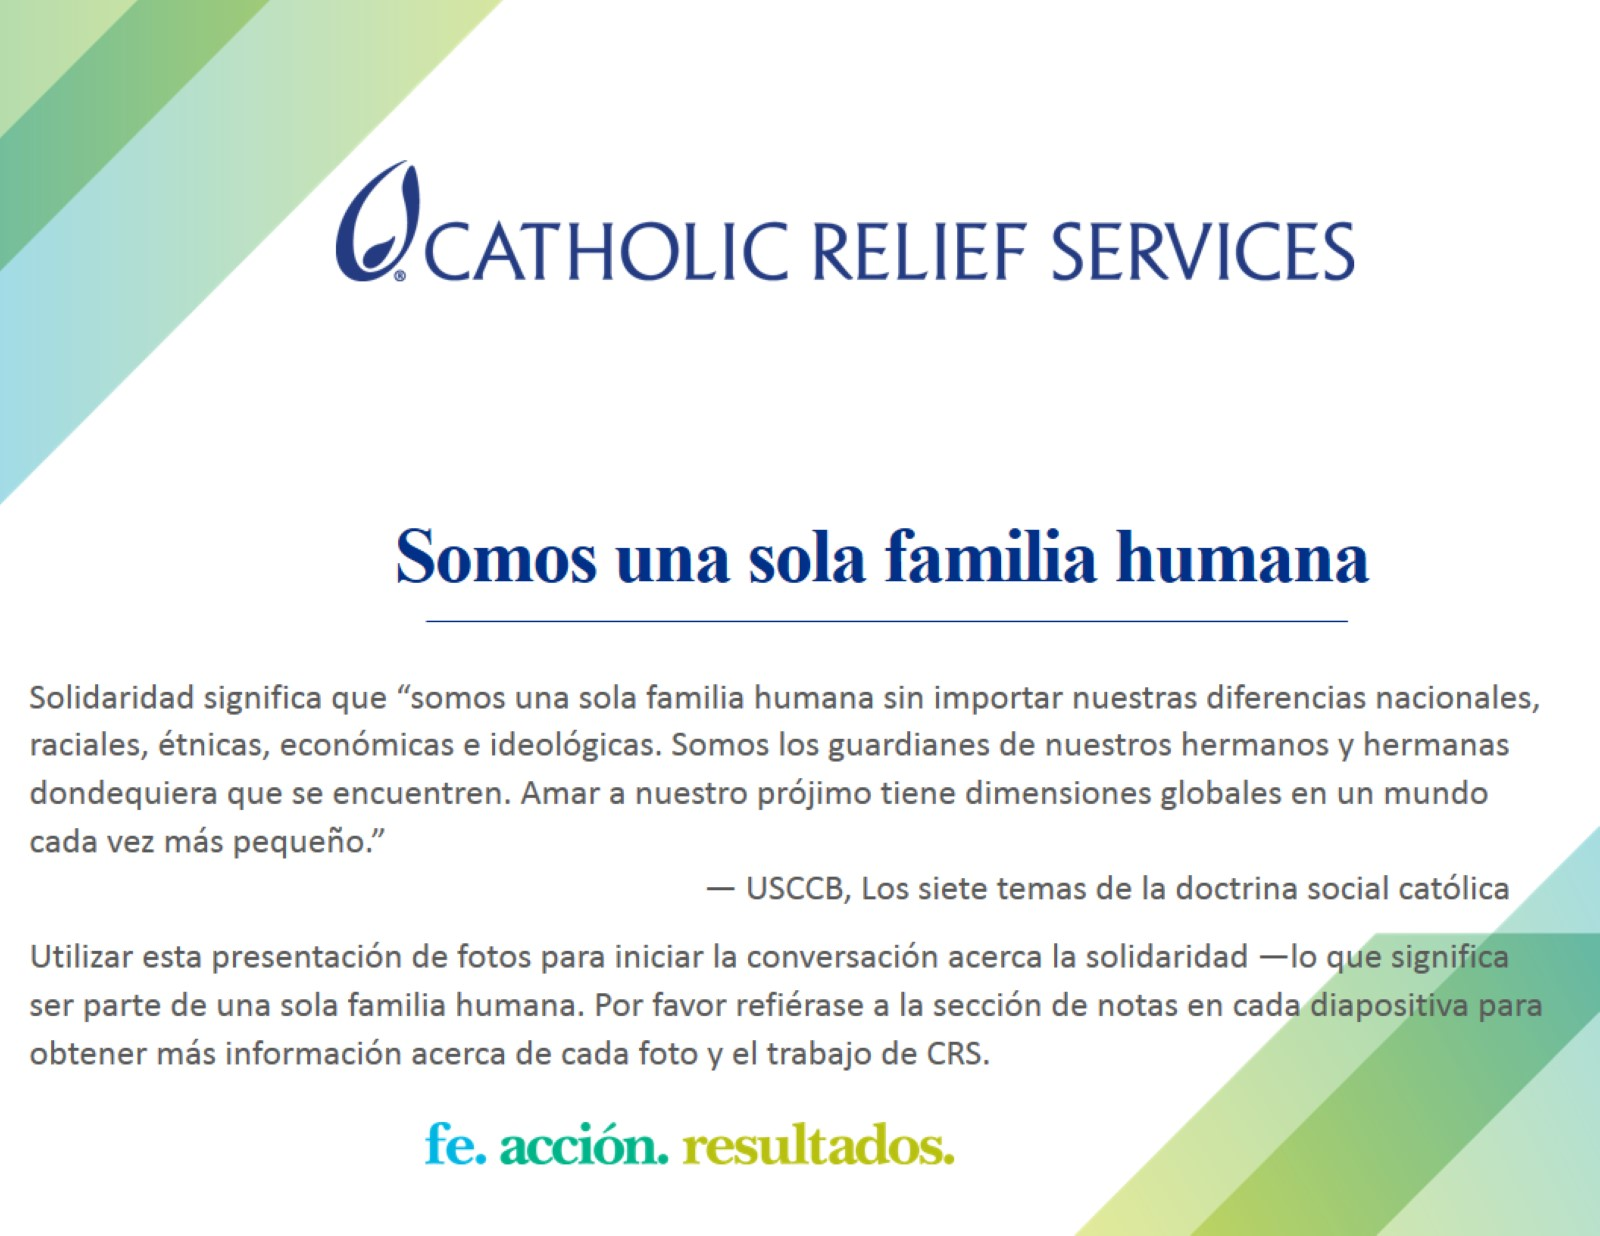 ® CATHOLIC RELIEF SERVICES
Somos una sola familia humana
Solidaridad significa que “somos una sola familia humana sin importar nuestras diferencias nacionales,
raciales, étnicas, económicas e ideológicas. Somos los guardianes de nuestros hermanos y hermanas
dondequiera que se encuentren. Amar a nuestro prójimo tiene dimensiones globales en un mundo
cada vez más pequeño.”
— USCCB, Los siete temas de la doctrina social católica
Utilizar esta presentación de fotos para iniciar la conversación acerca la solidaridad —lo que significa
ser parte de una sola familia humana. Por favor refiérase a la sección de notas en cada diapositiva para
obtener más información acerca de cada foto y el trabajo de CRS.
fe. acción. resultados.